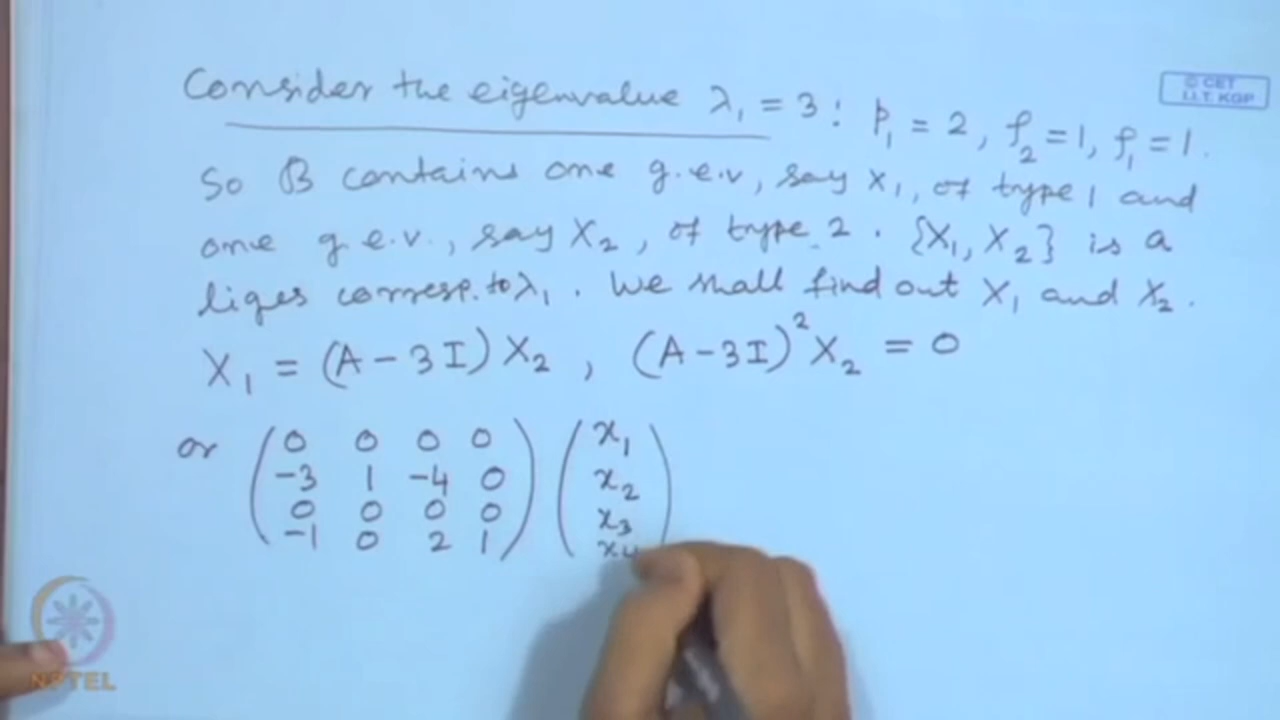 © CET
I.I.T. KGP
Consider the eigenvalue λ₁ = 3 : p₁ = 2, ρ₂ = 1, ρ₁ = 1.
So B contains one g.e.v, say X₁, of type 1 and
one g.e.v., say X₂, of type 2. {X₁, X₂} is a
liges corresp. to λ₁. We shall find out X₁ and X₂.
X₁ = (A - 3I) X₂ , (A - 3I)² X₂ = 0
or ( 0 0 0 0 ) ( x₁ )
-3 1 -4 0 x₂
0 0 0 0 x₃
-1 0 2 1 x₄
NPTEL